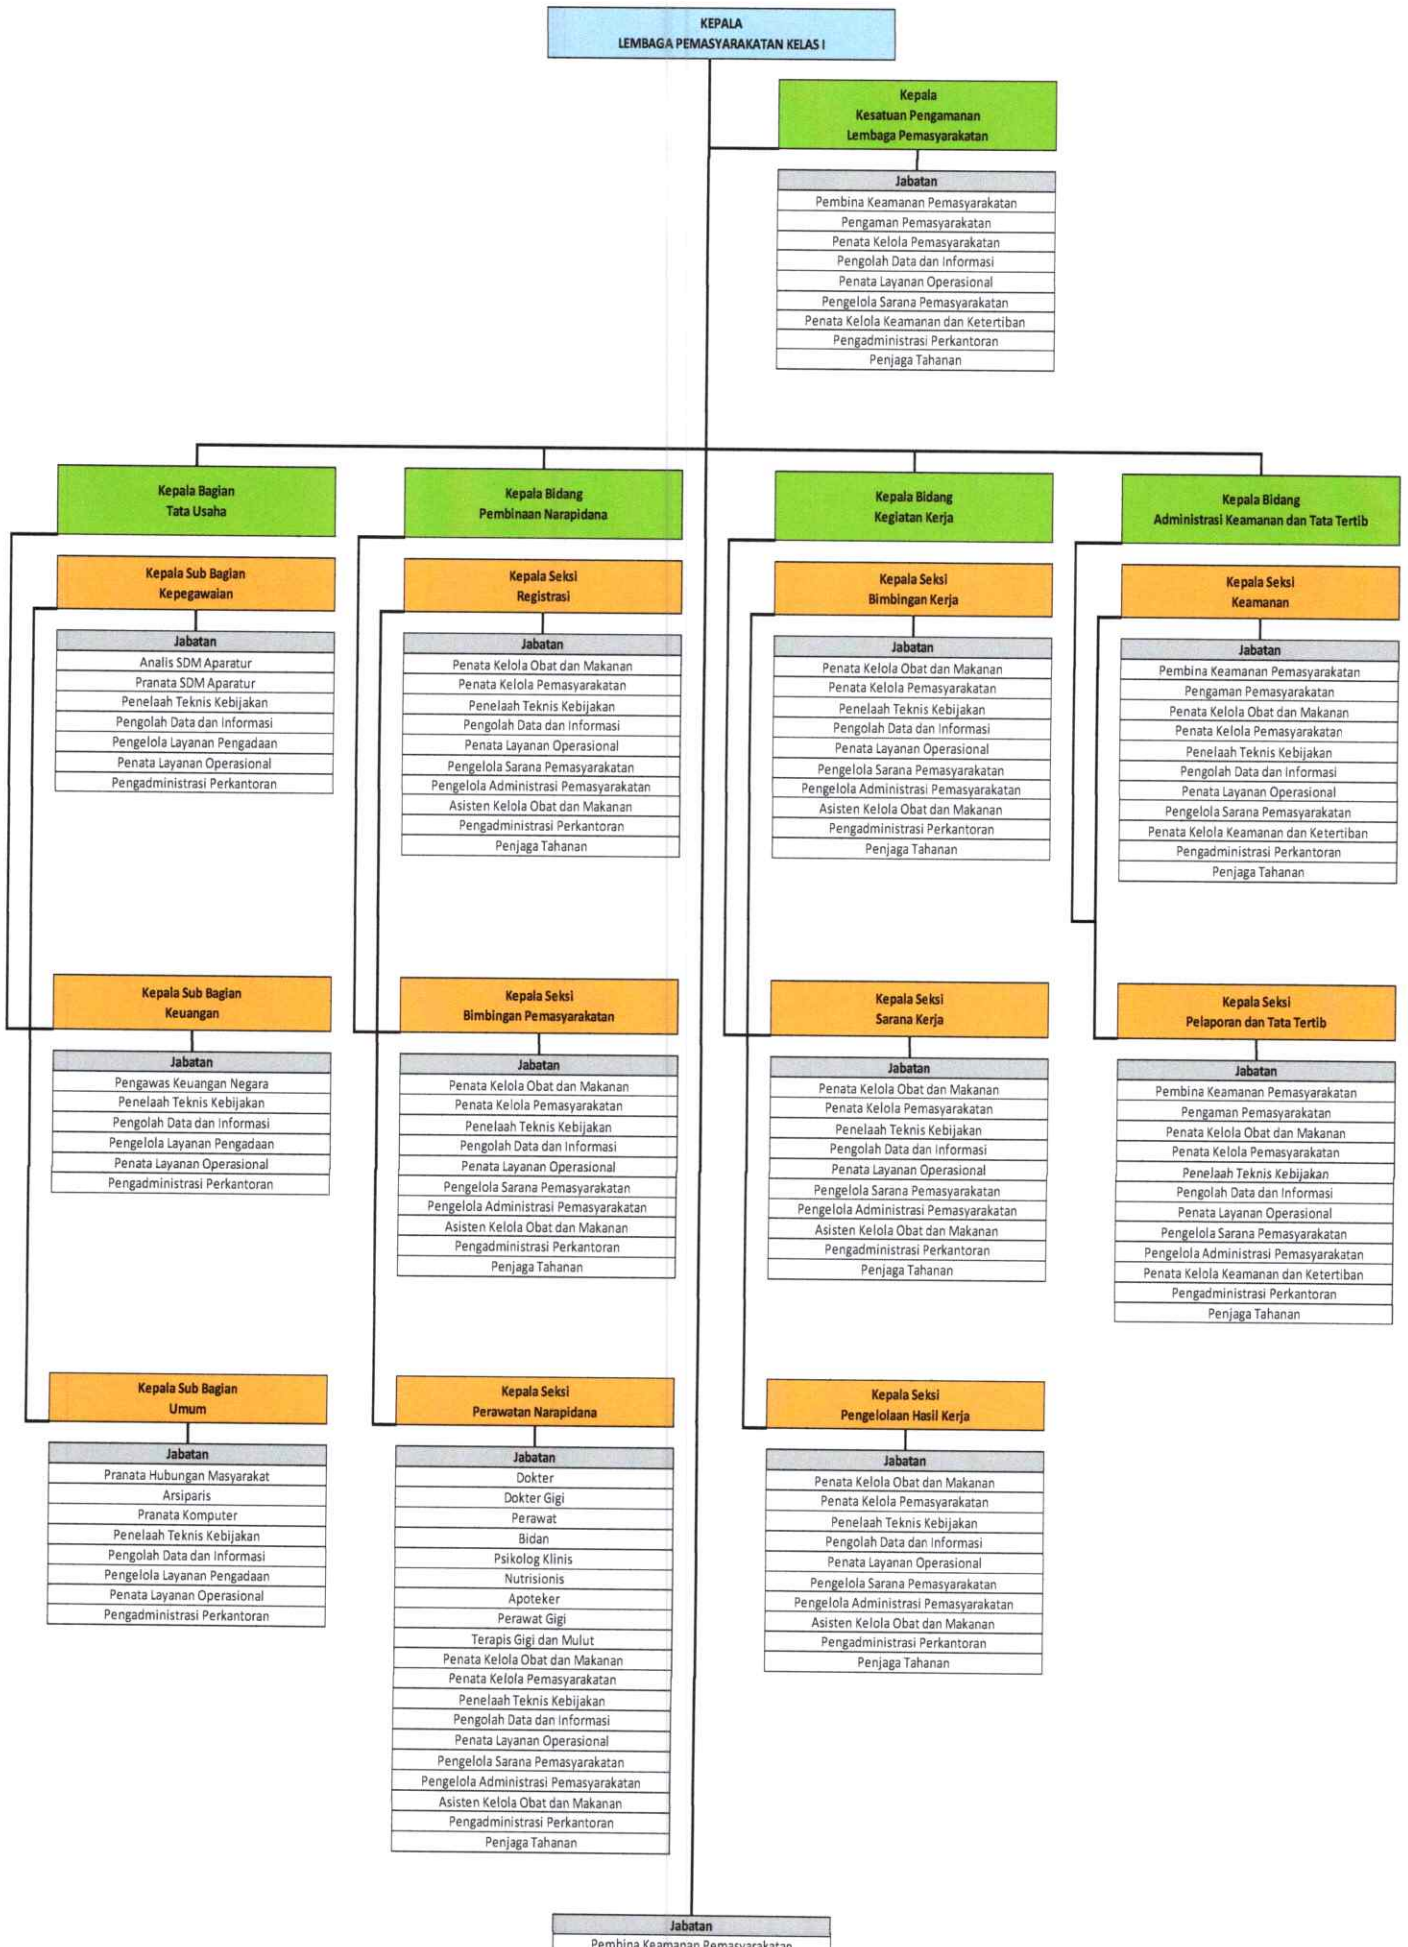 KEPALA
LEMBAGA PEMASYARAKATAN KELAS I
Kepala
Kesatuan Pengamanan
Lembaga Pemasyarakatan
Jabatan
Pembina Keamanan Pemasyarakatan
Pengaman Pemasyarakatan
Penata Kelola Pemasyarakatan
Pengolah Data dan Informasi
Penata Layanan Operasional
Pengelola Sarana Pemasyarakatan
Penata Kelola Keamanan dan Ketertiban
Pengadministrasi Perkantoran
Penjaga Tahanan
Kepala Bagian
Tata Usaha
Kepala Sub Bagian
Kepegawaian
Jabatan
Analis SDM Aparatur
Pranata SDM Aparatur
Penelaah Teknis Kebijakan
Pengolah Data dan Informasi
Pengelola Layanan Pengadaan
Penata Layanan Operasional
Pengadministrasi Perkantoran
Kepala Sub Bagian
Keuangan
Jabatan
Pengawas Keuangan Negara
Penelaah Teknis Kebijakan
Pengolah Data dan Informasi
Pengelola Layanan Pengadaan
Penata Layanan Operasional
Pengadministrasi Perkantoran
Kepala Sub Bagian
Umum
Jabatan
Pranata Hubungan Masyarakat
Arsiparis
Pranata Komputer
Penelaah Teknis Kebijakan
Pengolah Data dan Informasi
Pengelola Layanan Pengadaan
Penata Layanan Operasional
Pengadministrasi Perkantoran
Kepala Bidang
Pembinaan Narapidana
Kepala Seksi
Registrasi
Jabatan
Penata Kelola Obat dan Makanan
Penata Kelola Pemasyarakatan
Penelaah Teknis Kebijakan
Pengolah Data dan Informasi
Penata Layanan Operasional
Pengelola Sarana Pemasyarakatan
Pengelola Administrasi Pemasyarakatan
Asisten Kelola Obat dan Makanan
Pengadministrasi Perkantoran
Penjaga Tahanan
Kepala Seksi
Bimbingan Pemasyarakatan
Jabatan
Penata Kelola Obat dan Makanan
Penata Kelola Pemasyarakatan
Penelaah Teknis Kebijakan
Pengolah Data dan Informasi
Penata Layanan Operasional
Pengelola Sarana Pemasyarakatan
Pengelola Administrasi Pemasyarakatan
Asisten Kelola Obat dan Makanan
Pengadministrasi Perkantoran
Penjaga Tahanan
Kepala Seksi
Perawatan Narapidana
Jabatan
Dokter
Dokter Gigi
Perawat
Bidan
Psikolog Klinis
Nutrisionis
Apoteker
Perawat Gigi
Terapis Gigi dan Mulut
Penata Kelola Obat dan Makanan
Penata Kelola Pemasyarakatan
Penelaah Teknis Kebijakan
Pengolah Data dan Informasi
Penata Layanan Operasional
Pengelola Sarana Pemasyarakatan
Pengelola Administrasi Pemasyarakatan
Asisten Kelola Obat dan Makanan
Pengadministrasi Perkantoran
Penjaga Tahanan
Kepala Bidang
Kegiatan Kerja
Kepala Seksi
Bimbingan Kerja
Jabatan
Penata Kelola Obat dan Makanan
Penata Kelola Pemasyarakatan
Penelaah Teknis Kebijakan
Pengolah Data dan Informasi
Penata Layanan Operasional
Pengelola Sarana Pemasyarakatan
Pengelola Administrasi Pemasyarakatan
Asisten Kelola Obat dan Makanan
Pengadministrasi Perkantoran
Penjaga Tahanan
Kepala Seksi
Sarana Kerja
Jabatan
Penata Kelola Obat dan Makanan
Penata Kelola Pemasyarakatan
Penelaah Teknis Kebijakan
Pengolah Data dan Informasi
Penata Layanan Operasional
Pengelola Sarana Pemasyarakatan
Pengelola Administrasi Pemasyarakatan
Asisten Kelola Obat dan Makanan
Pengadministrasi Perkantoran
Penjaga Tahanan
Kepala Seksi
Pengelolaan Hasil Kerja
Jabatan
Penata Kelola Obat dan Makanan
Penata Kelola Pemasyarakatan
Penelaah Teknis Kebijakan
Pengolah Data dan Informasi
Penata Layanan Operasional
Pengelola Sarana Pemasyarakatan
Pengelola Administrasi Pemasyarakatan
Asisten Kelola Obat dan Makanan
Pengadministrasi Perkantoran
Penjaga Tahanan
Kepala Bidang
Administrasi Keamanan dan Tata Tertib
Kepala Seksi
Keamanan
Jabatan
Pembina Keamanan Pemasyarakatan
Pengaman Pemasyarakatan
Penata Kelola Obat dan Makanan
Penata Kelola Pemasyarakatan
Penelaah Teknis Kebijakan
Pengolah Data dan Informasi
Penata Layanan Operasional
Pengelola Sarana Pemasyarakatan
Penata Kelola Keamanan dan Ketertiban
Pengadministrasi Perkantoran
Penjaga Tahanan
Kepala Seksi
Pelaporan dan Tata Tertib
Jabatan
Pembina Keamanan Pemasyarakatan
Pengaman Pemasyarakatan
Penata Kelola Obat dan Makanan
Penata Kelola Pemasyarakatan
Penelaah Teknis Kebijakan
Pengolah Data dan Informasi
Penata Layanan Operasional
Pengelola Sarana Pemasyarakatan
Pengelola Administrasi Pemasyarakatan
Penata Kelola Keamanan dan Ketertiban
Pengadministrasi Perkantoran
Penjaga Tahanan
Jabatan
Pembina Keamanan Pemasyarakatan